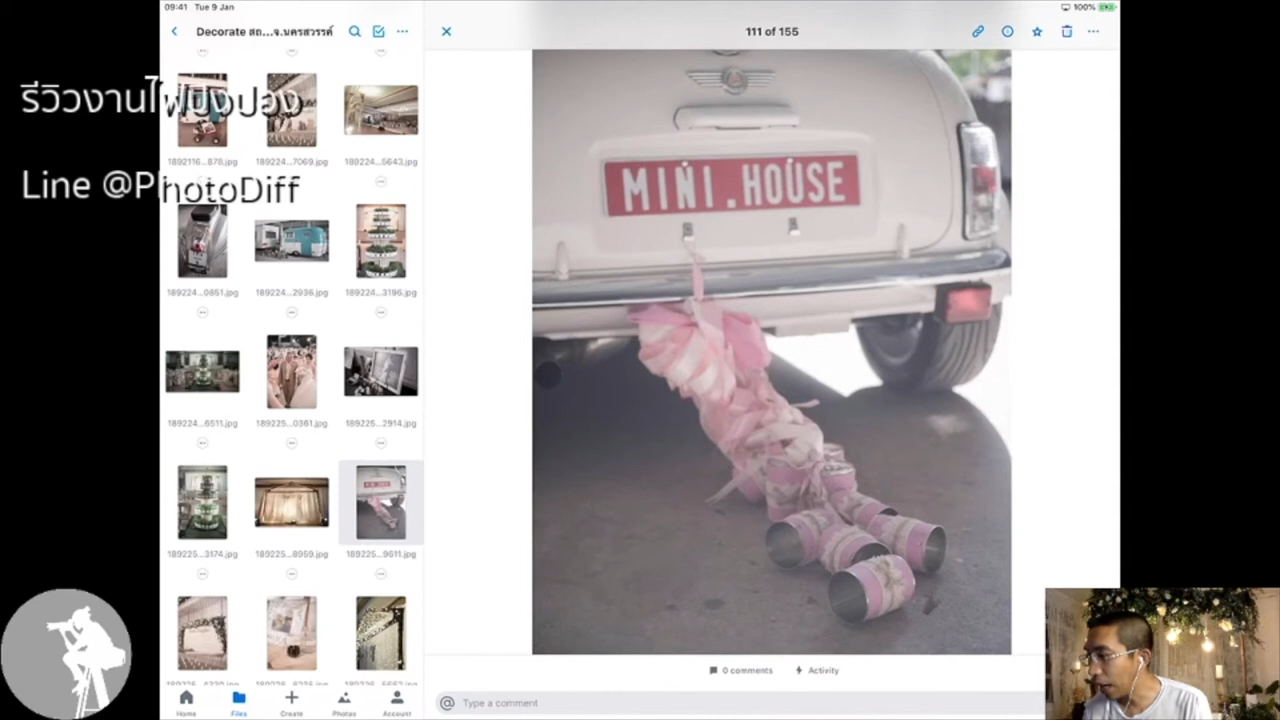 09:41 Tue 9 Jan
100%
Decorate สถ...จ.นครสวรรค์
111 of 155
รีวิวงานไฟปิงปอง
Line @PhotoDiff
1892116...878.jpg
189224...7069.jpg
189224...5643.jpg
189224...0851.jpg
189224...2936.jpg
189224...3196.jpg
189224...6511.jpg
189225...0361.jpg
189225...2914.jpg
189225...3174.jpg
189225...8959.jpg
189225...9611.jpg
MINI.HOUSE
0 comments
Activity
@ Type a comment
Home
Files
Create
Photos
Account